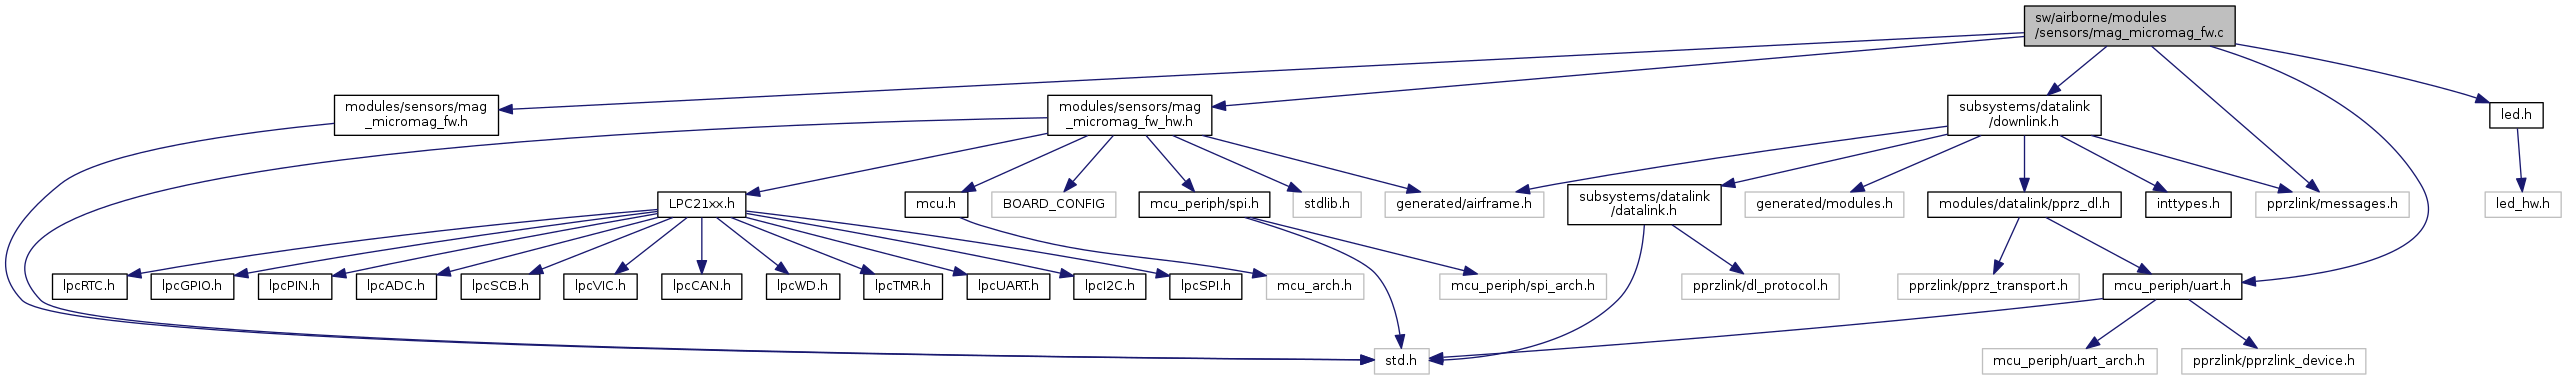 sw/airborne/modules
/sensors/mag_micromag_fw.c
modules/sensors/mag
_micromag_fw.h
modules/sensors/mag
_micromag_fw_hw.h
subsystems/datalink
/downlink.h
led.h
LPC21xx.h
mcu.h
BOARD_CONFIG
mcu_periph/spi.h
stdlib.h
generated/airframe.h
subsystems/datalink
/datalink.h
generated/modules.h
modules/datalink/pprz_dl.h
inttypes.h
pprzlink/messages.h
led_hw.h
lpcRTC.h
lpcGPIO.h
lpcPIN.h
lpcADC.h
lpcSCB.h
lpcVIC.h
lpcCAN.h
lpcWD.h
lpcTMR.h
lpcUART.h
lpcI2C.h
lpcSPI.h
mcu_arch.h
mcu_periph/spi_arch.h
pprzlink/dl_protocol.h
pprzlink/pprz_transport.h
mcu_periph/uart.h
std.h
mcu_periph/uart_arch.h
pprzlink/pprzlink_device.h